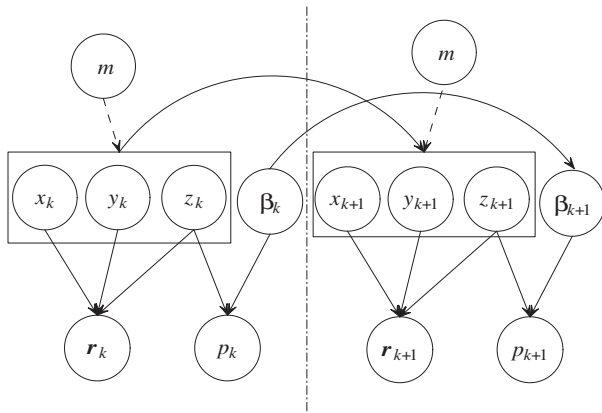 m
m
x_k y_k z_k β_k
x_{k+1} y_{k+1} z_{k+1} β_{k+1}
r_k p_k
r_{k+1} p_{k+1}